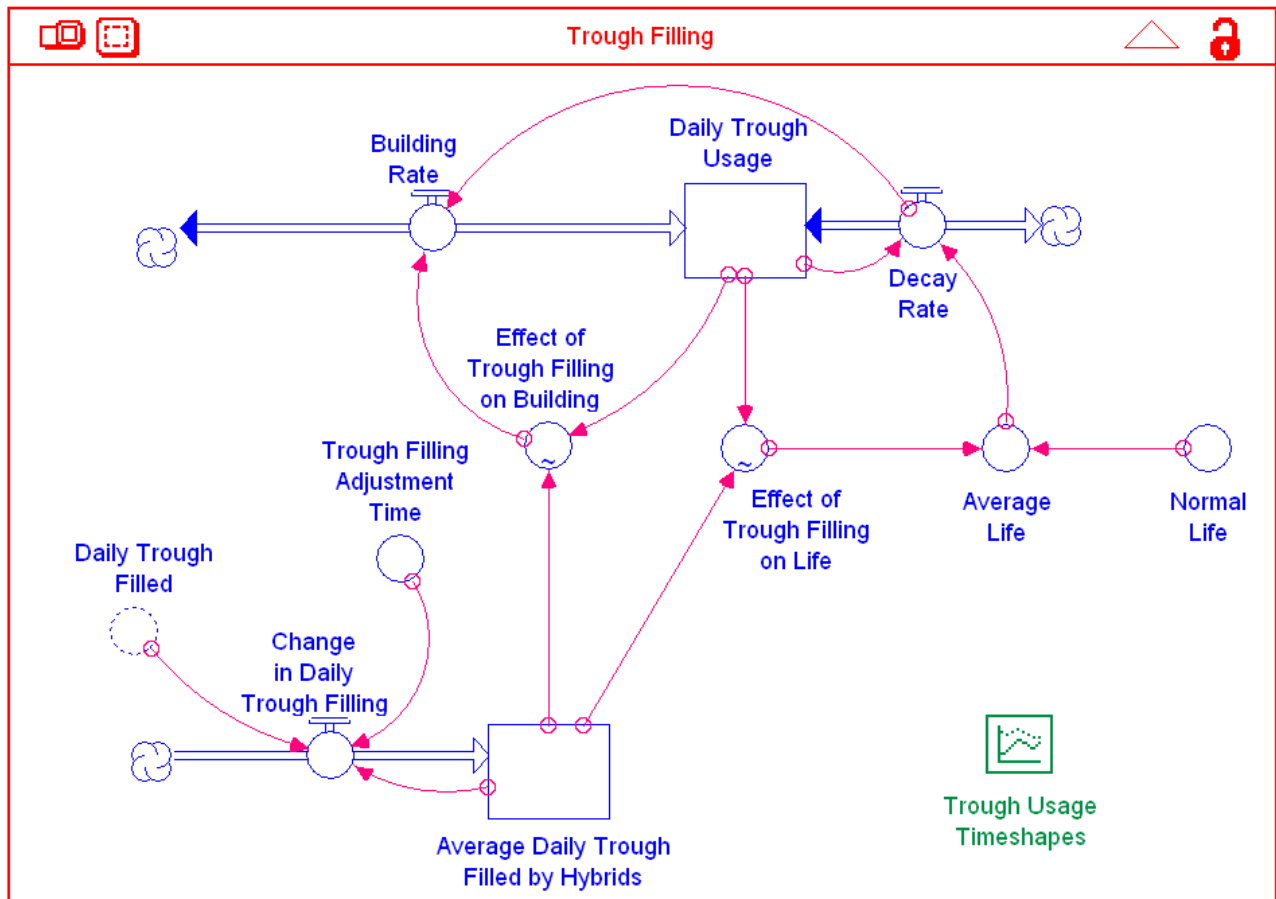 Trough Filling
Building
Rate
Daily Trough
Usage
Decay
Rate
Effect of
Trough Filling
on Building
Trough Filling
Adjustment
Time
Effect of
Trough Filling
on Life
Average
Life
Normal
Life
Daily Trough
Filled
Change
in Daily
Trough Filling
Average Daily Trough
Filled by Hybrids
Trough Usage
Timeshapes